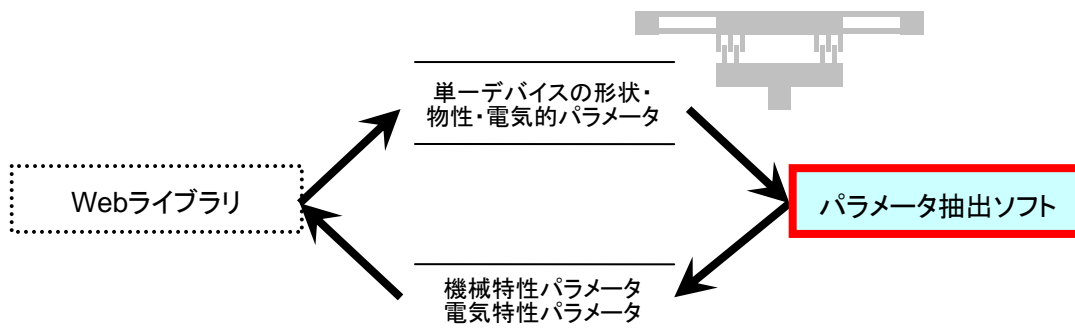 単一デバイスの形状・
物性・電気的パラメータ
Webライブラリ
パラメータ抽出ソフト
機械特性パラメータ
電気特性パラメータ